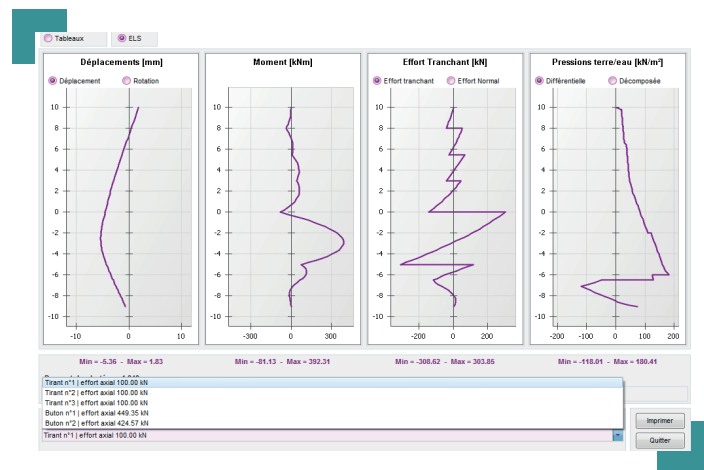 Tableaux
ELS
Déplacements [mm]
Moment [kNm]
Effort Tranchant [kN]
Pressions terre/eau [kN/m²]
Déplacement
Rotation
Effort tranchant
Effort Normal
Différentielle
Décomposée
10
8
6
4
2
0
-2
-4
-6
-8
-10
-10
0
10
10
8
6
4
2
0
-2
-4
-6
-8
-10
-300
0
300
10
8
6
4
2
0
-2
-4
-6
-8
-10
-200
0
200
10
8
6
4
2
0
-2
-4
-6
-8
-10
-200
-100
0
100
200
Min = -5.36 - Max = 1.83
Min = -81.13 - Max = 392.31
Min = -308.62 - Max = 303.85
Min = -118.01 - Max = 180.41
Tirant n°1 | effort axial 100.00 kN
Tirant n°2 | effort axial 100.00 kN
Tirant n°3 | effort axial 100.00 kN
Buton n°1 | effort axial 449.35 kN
Buton n°2 | effort axial 424.57 kN
Tirant n°1 | effort axial 100.00 kN
Imprimer
Quitter